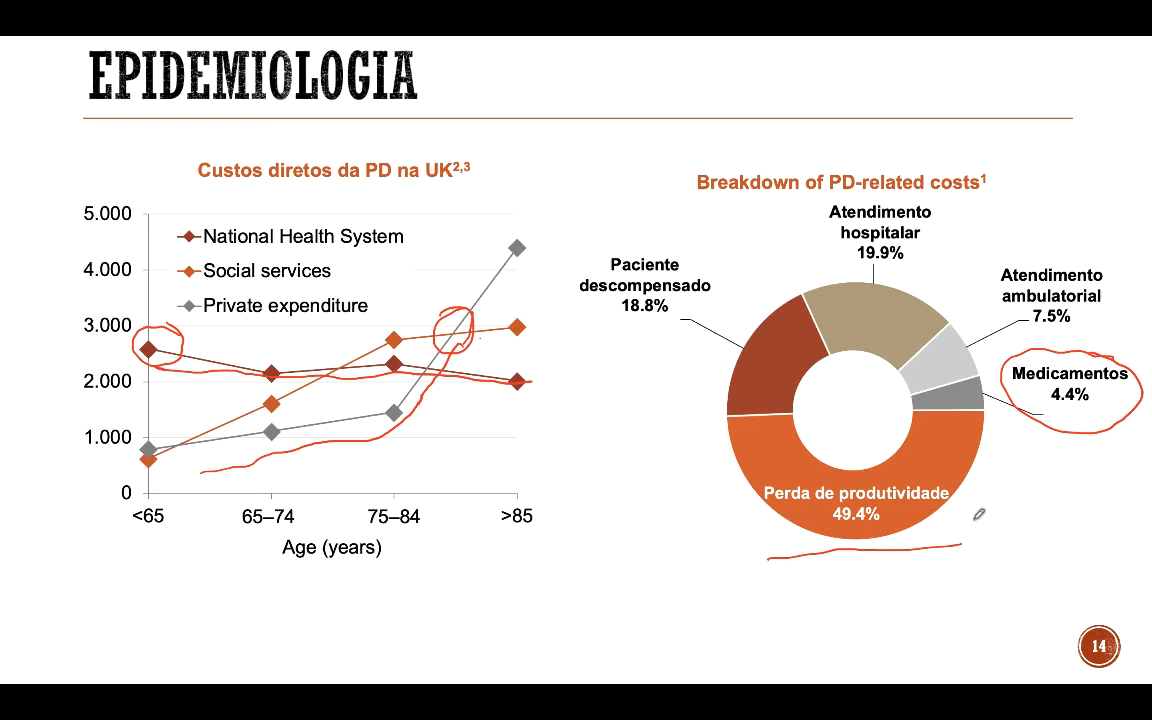 EPIDEMIOLOGIA
Custos diretos da PD na UK2,3
5.000
4.000
3.000
2.000
1.000
0
National Health System
Social services
Private expenditure
<65
65–74
75–84
>85
Age (years)
Breakdown of PD-related costs1
Atendimento
hospitalar
19.9%
Paciente
descompensado
18.8%
Atendimento
ambulatorial
7.5%
Medicamentos
4.4%
Perda de produtividade
49.4%
14